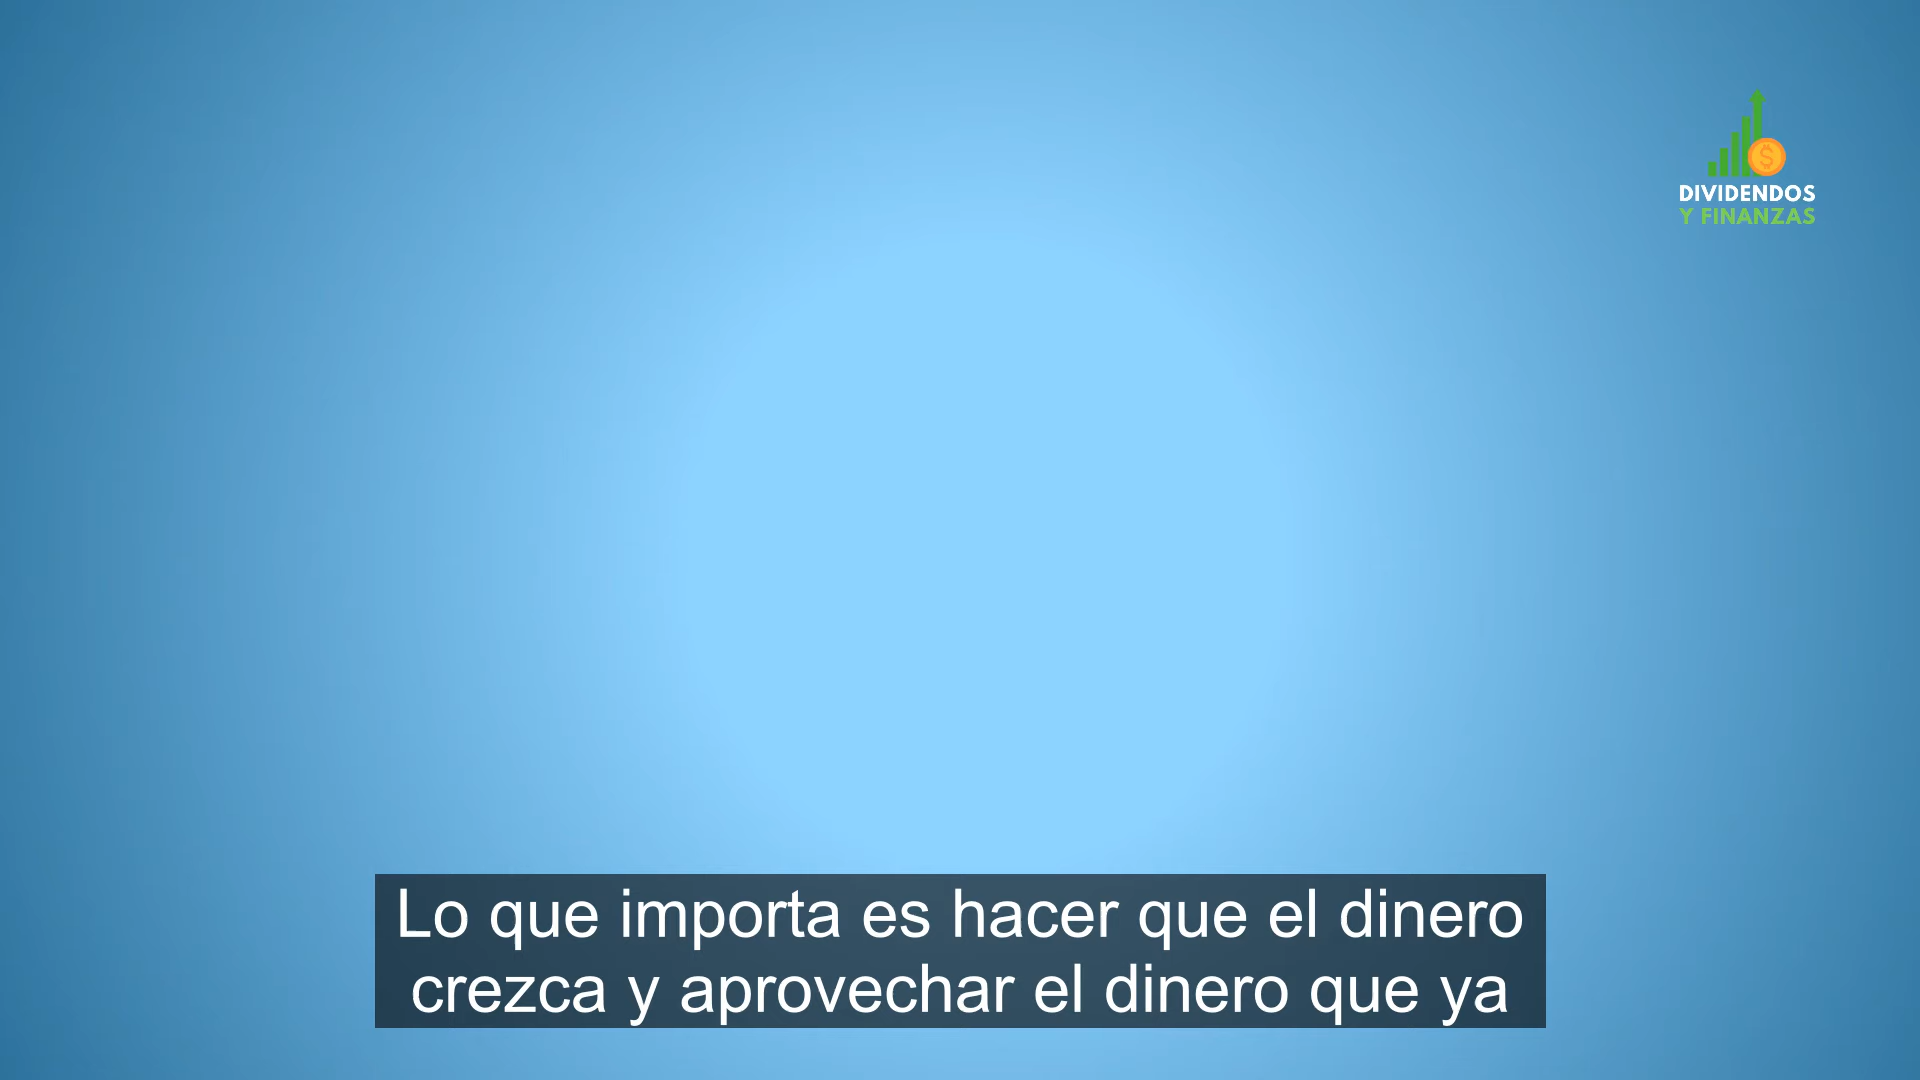 DIVIDENDOS
Y FINANZAS
Lo que importa es hacer que el dinero
crezca y aprovechar el dinero que ya